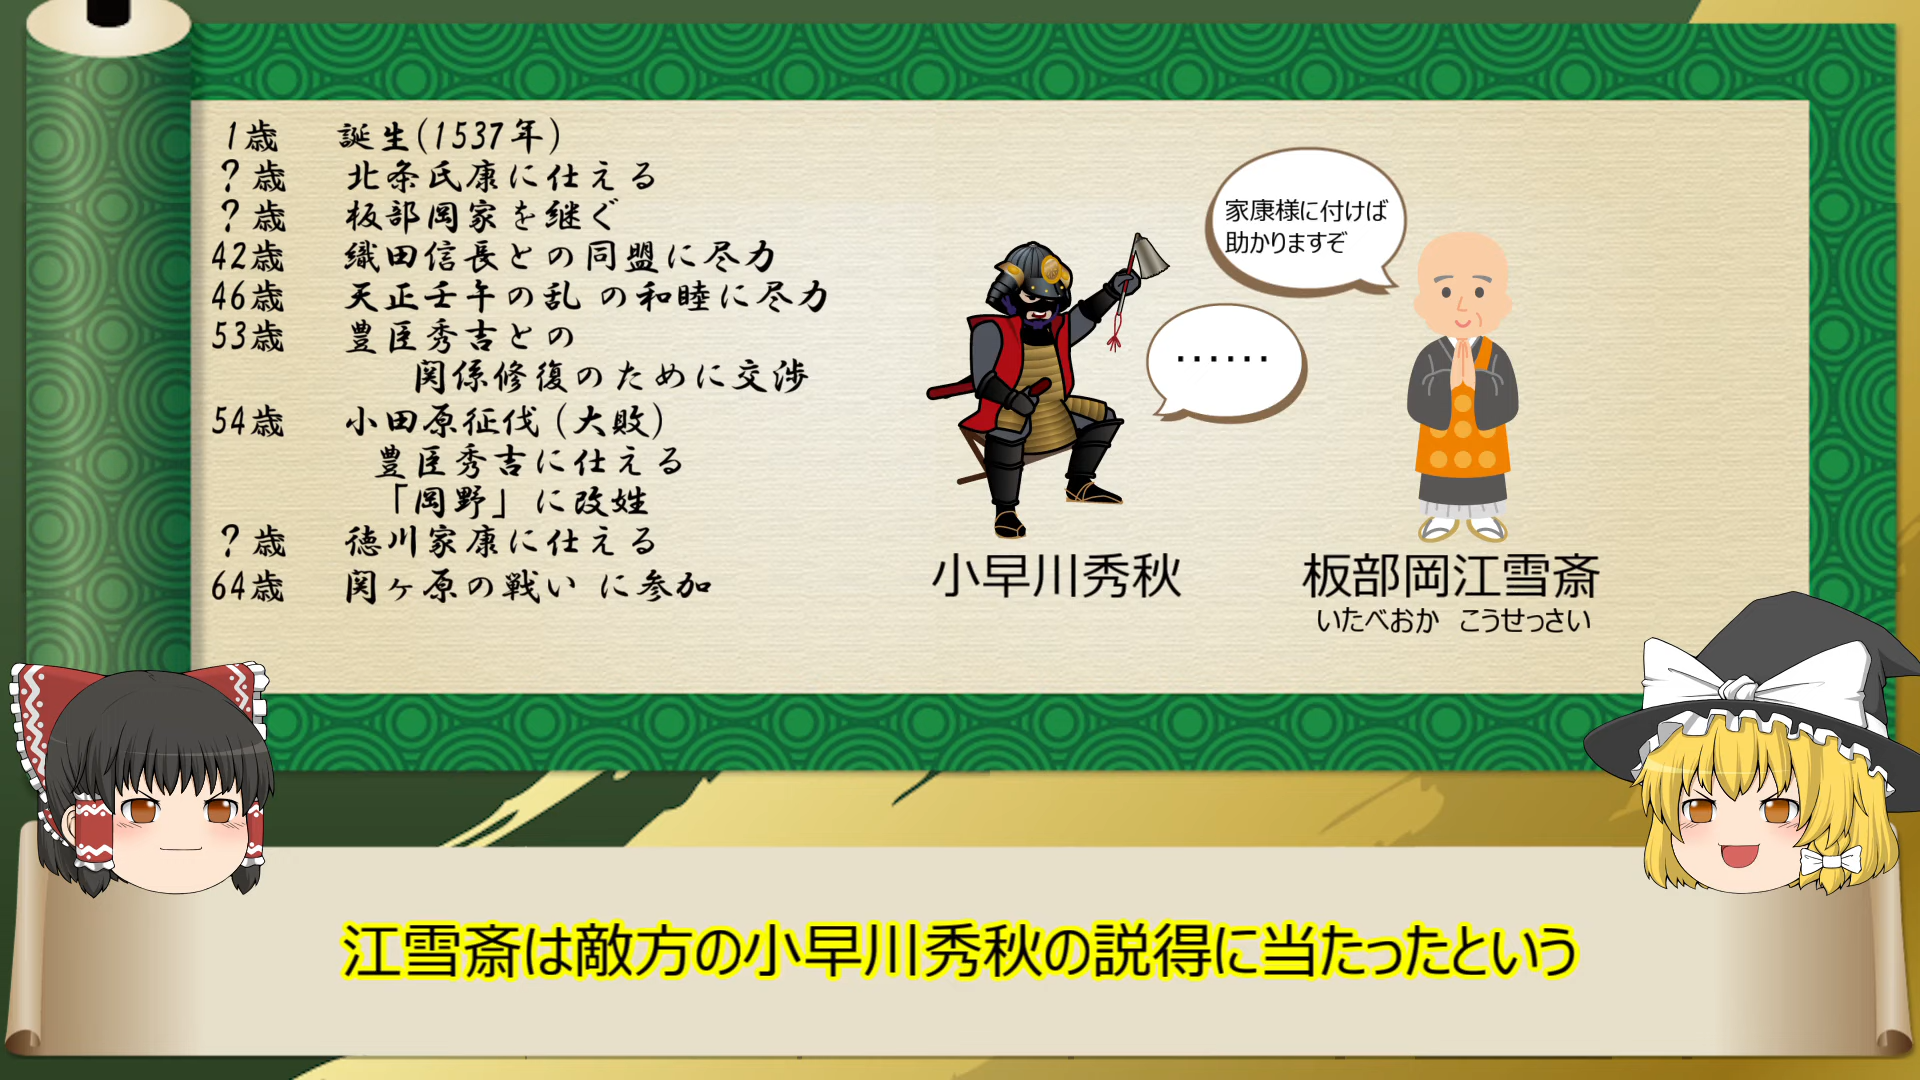 1歳 誕生(1537年)
?歳 北条氏康に仕える
?歳 板部岡家を継ぐ
42歳 織田信長との同盟に尽力
46歳 天正壬午の乱 の和睦に尽力
53歳 豊臣秀吉との
関係修復のために交渉
54歳 小田原征伐(大敗)
豊臣秀吉に仕える
「岡野」に改姓
?歳 徳川家康に仕える
64歳 関ヶ原の戦い に参加
家康様に付けば
助かりますぞ
・・・・・・
小早川秀秋
板部岡江雪斎
いたべおか こうせっさい
江雪斎は敵方の小早川秀秋の説得に当たったという